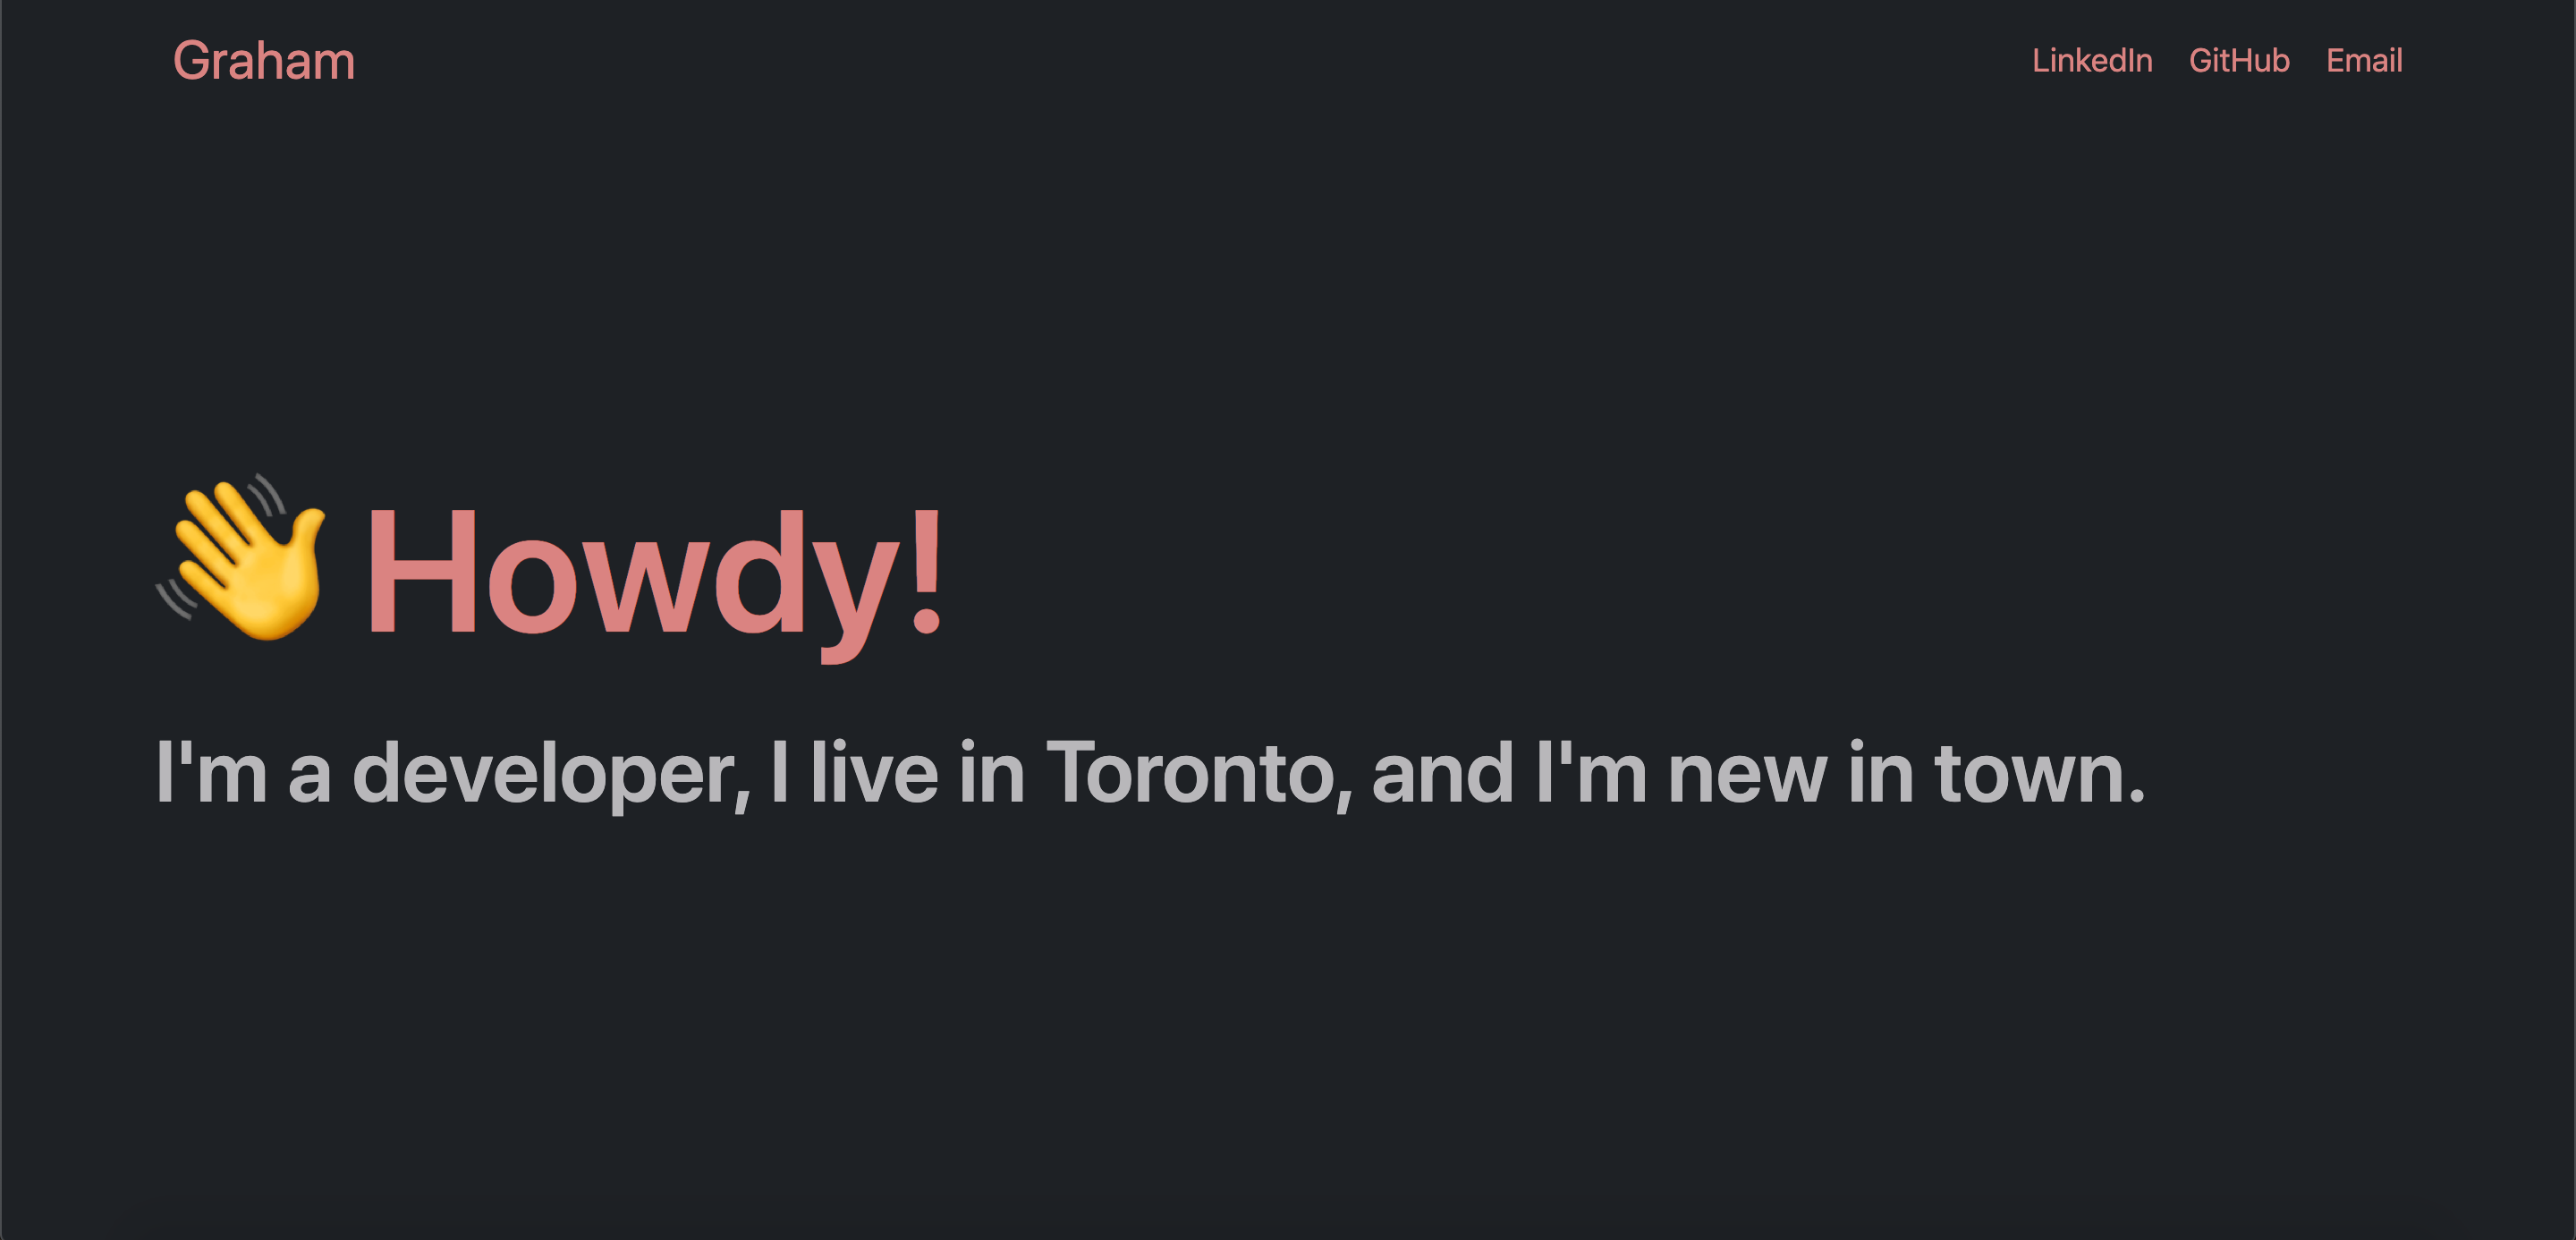 Graham
LinkedIn GitHub Email
👋 Howdy!
I'm a developer, I live in Toronto, and I'm new in town.